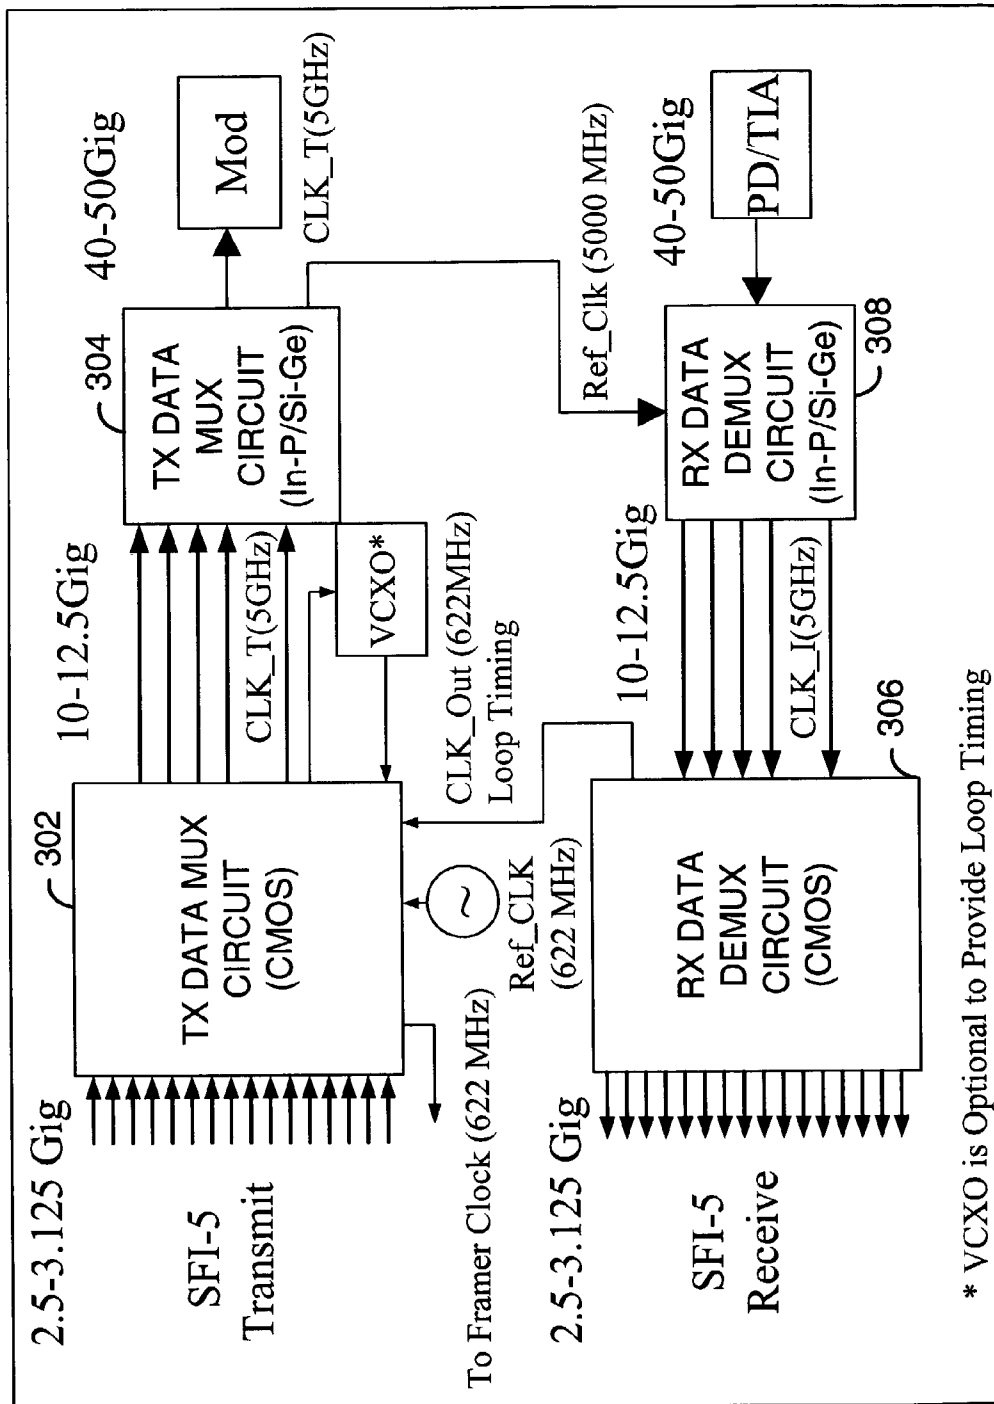 2.5-3.125 Gig
SFI-5
Transmit
302
TX DATA MUX
CIRCUIT
(CMOS)
10-12.5Gig
CLK_T(5GHz)
304
TX DATA
MUX
CIRCUIT
(In-P/Si-Ge)
40-50Gig
Mod
CLK_T(5GHz)
VCXO*
CLK_Out (622MHz)
Loop Timing
~
Ref_CLK
(622 MHz)
To Framer Clock (622 MHz)
Ref_Clk (5000 MHz)
2.5-3.125 Gig
SFI-5
Receive
RX DATA
DEMUX
CIRCUIT
(CMOS)
306
10-12.5Gig
CLK_I(5GHz)
RX DATA
DEMUX
CIRCUIT
(In-P/Si-Ge)
308
40-50Gig
PD/TIA
* VCXO is Optional to Provide Loop Timing